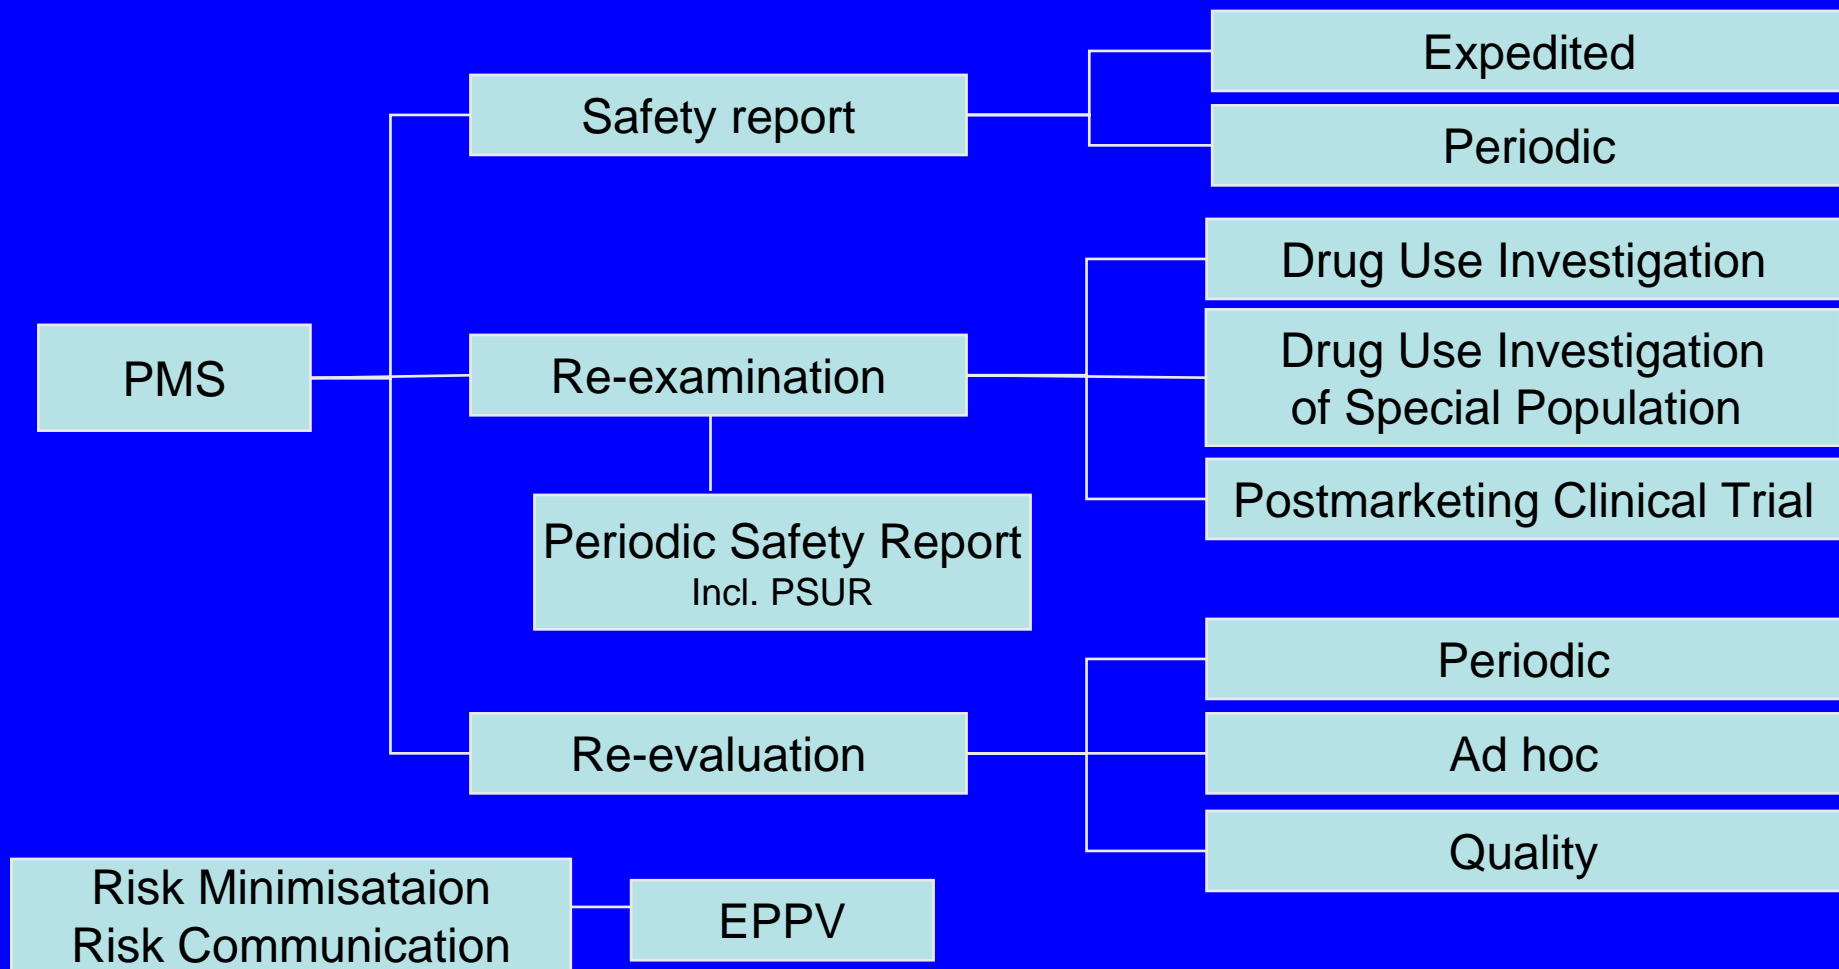 Expedited
Safety report
Periodic
Drug Use Investigation
PMS
Re-examination
Drug Use Investigation
of Special Population
Postmarketing Clinical Trial
Periodic Safety Report
Incl. PSUR
Periodic
Re-evaluation
Ad hoc
Quality
Risk Minimisataion
Risk Communication
EPPV